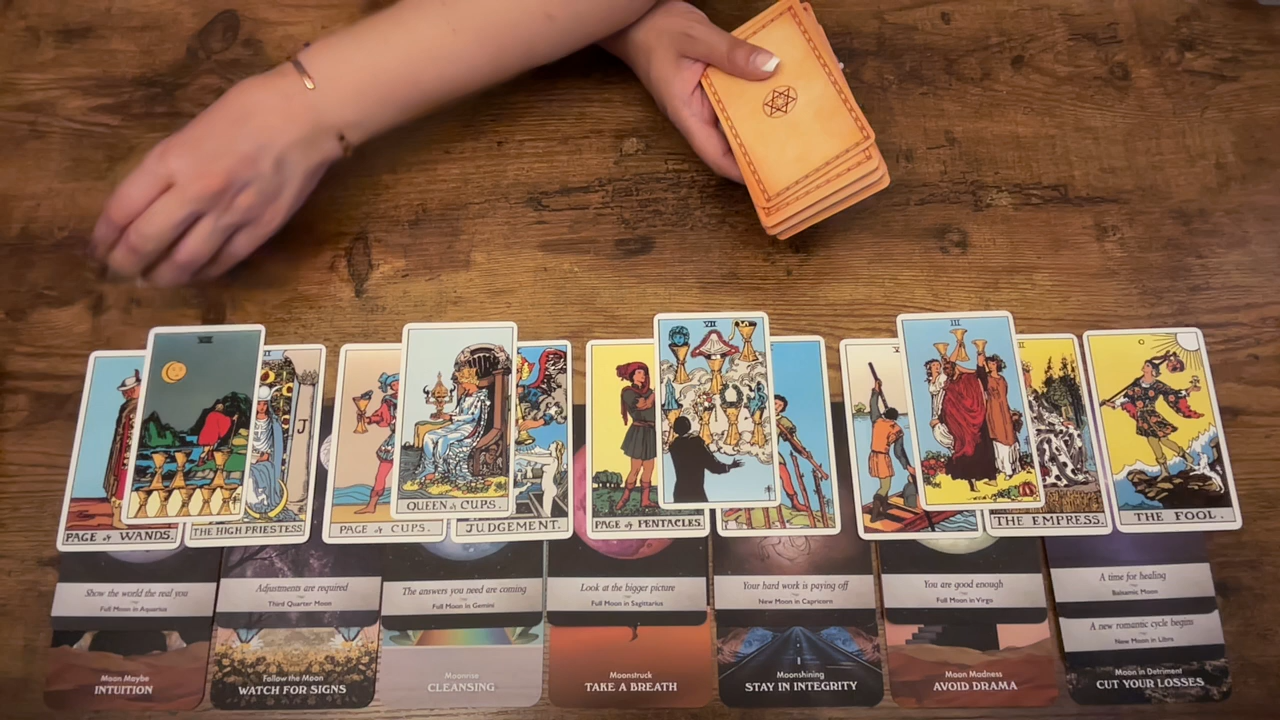 VIII
II
J
PAGE of WANDS.
THE HIGH PRIESTESS
PAGE of CUPS.
QUEEN of CUPS.
JUDGEMENT.
PAGE of PENTACLES.
VII
V
III
II
THE EMPRESS.
O
THE FOOL.
Show the world the real you
Full Moon in Aquarius
Moon Maybe
INTUITION
Adjustments are required
Third Quarter Moon
Follow the Moon
WATCH FOR SIGNS
The answers you need are coming
Full Moon in Gemini
Moonrise
CLEANSING
Look at the bigger picture
Full Moon in Sagittarius
Moonstruck
TAKE A BREATH
Your hard work is paying off
New Moon in Capricorn
Moonshining
STAY IN INTEGRITY
You are good enough
Full Moon in Virgo
Moon Madness
AVOID DRAMA
A time for healing
Balsamic Moon
A new romantic cycle begins
New Moon in Libra
Moon in Detriment
CUT YOUR LOSSES